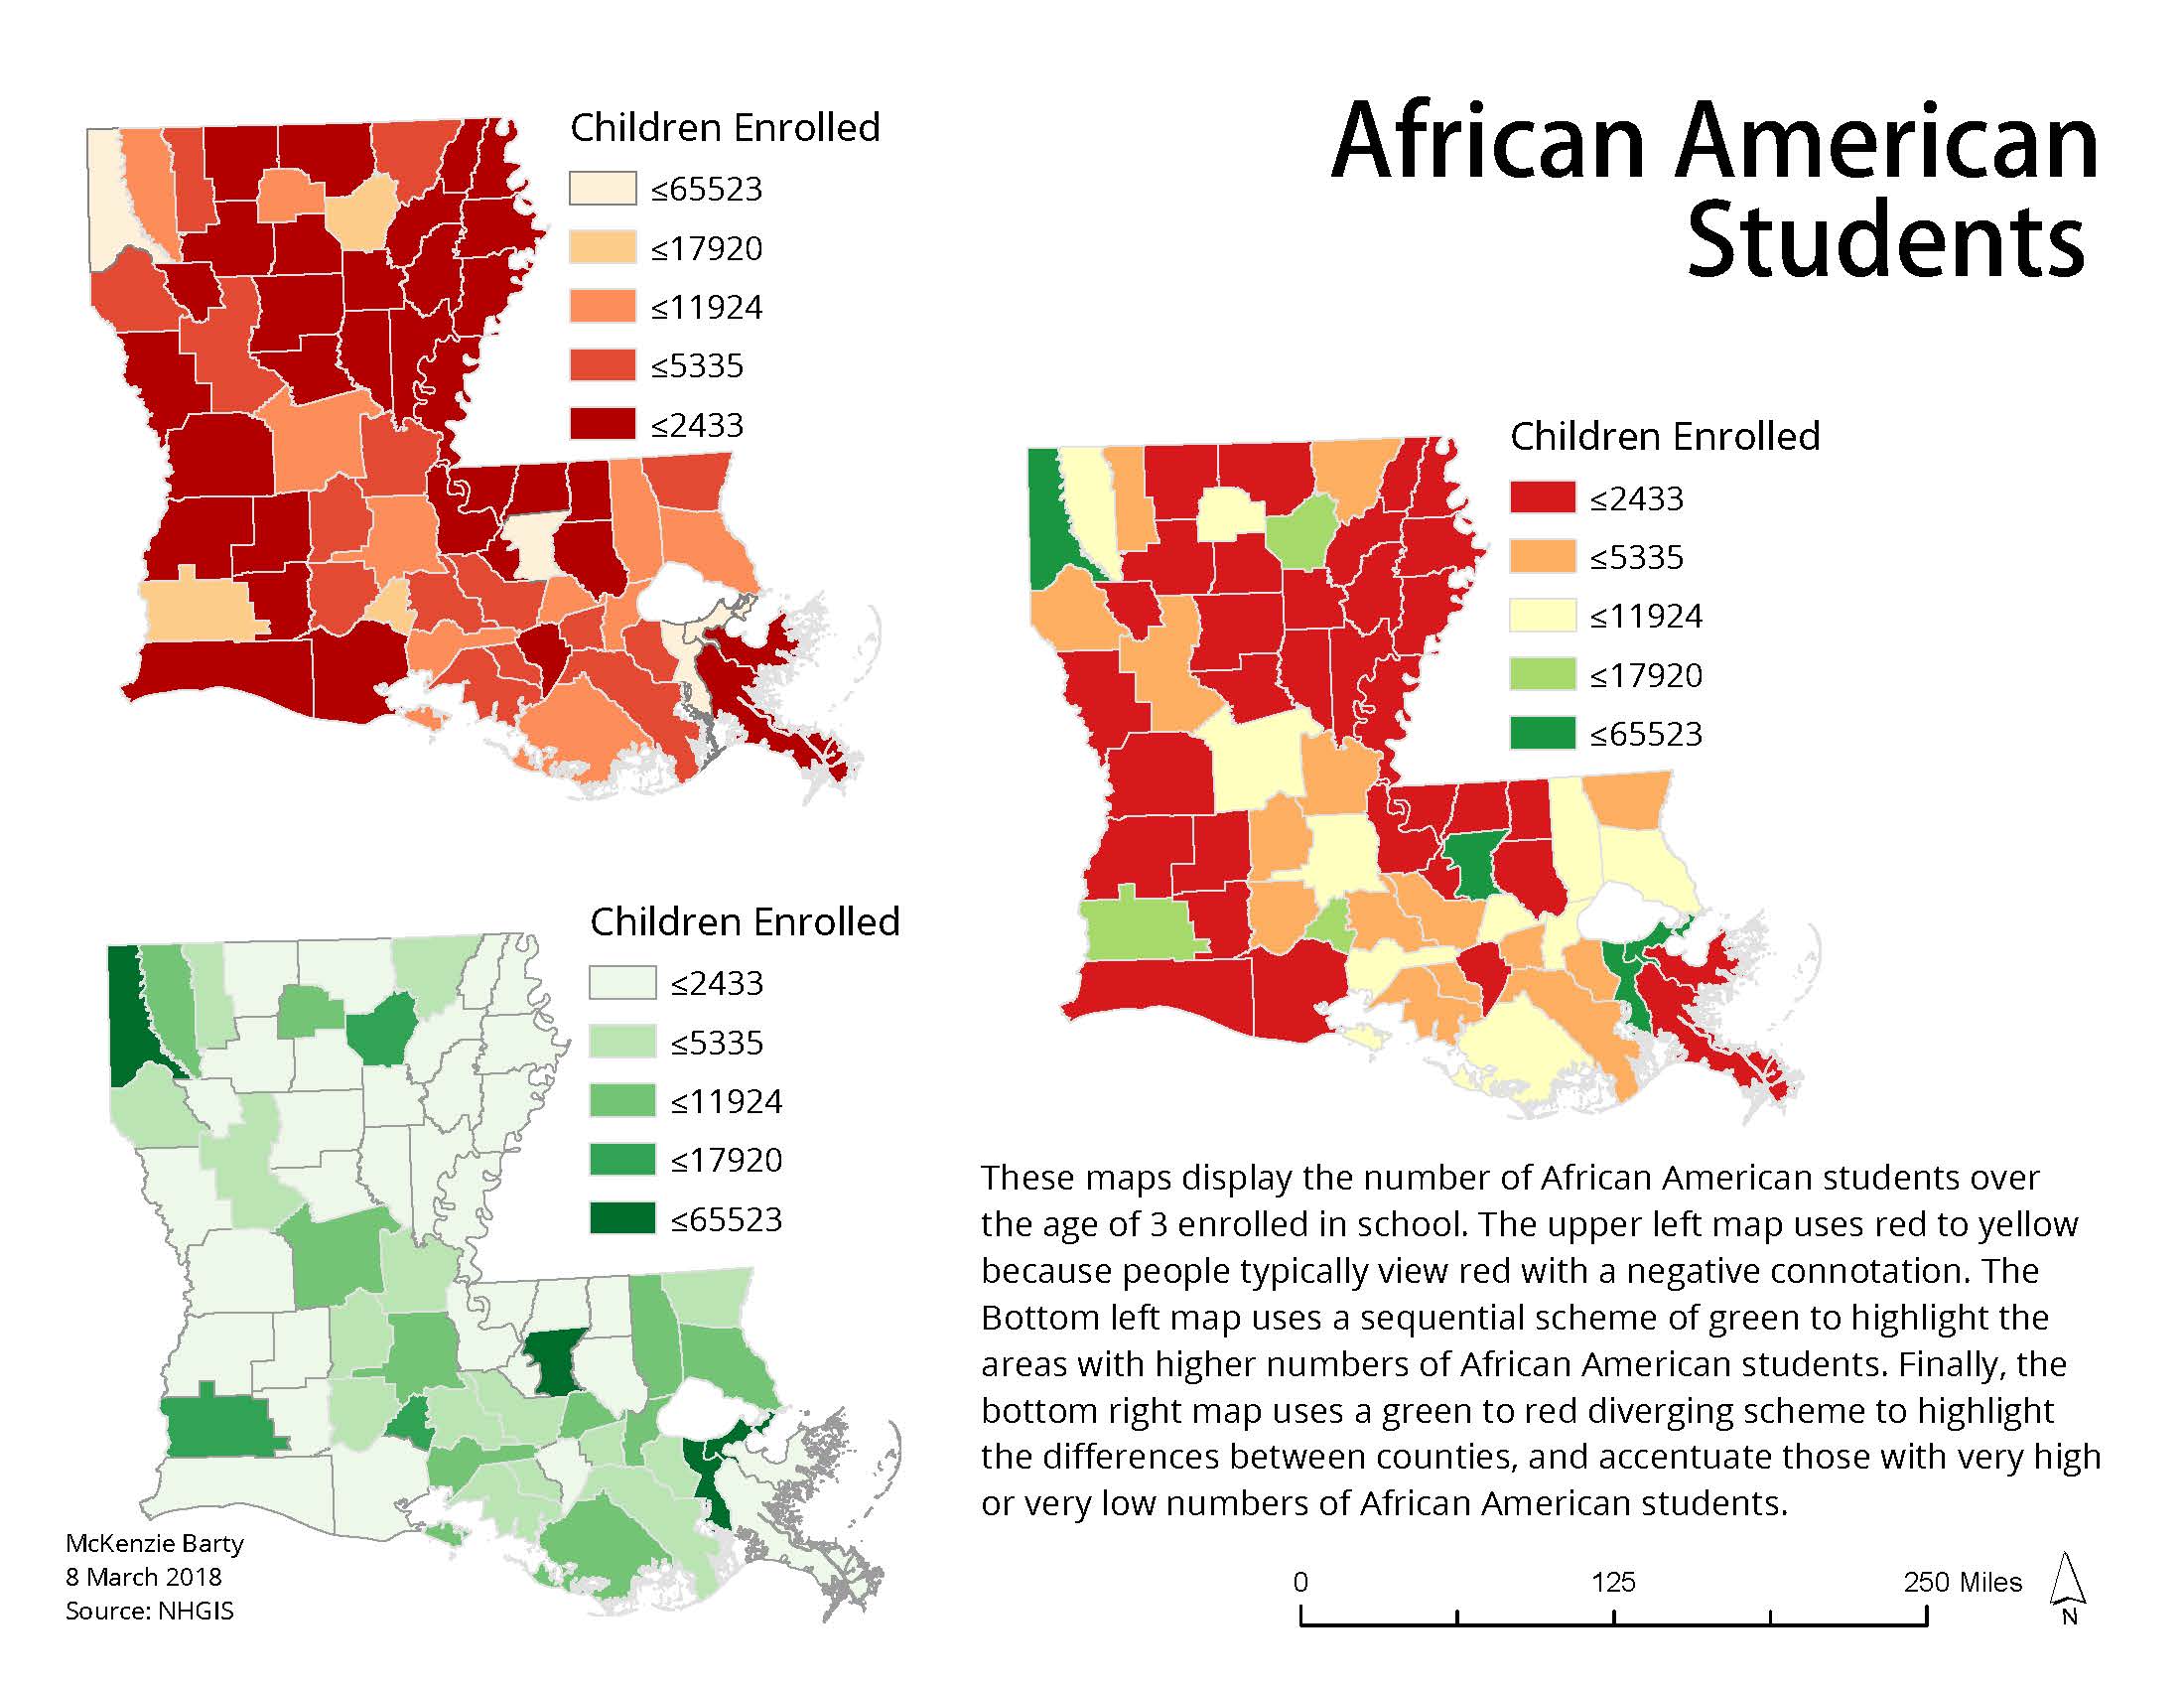 African American
Students
Children Enrolled
≤65523
≤17920
≤11924
≤5335
≤2433
Children Enrolled
≤2433
≤5335
≤11924
≤17920
≤65523
Children Enrolled
≤2433
≤5335
≤11924
≤17920
≤65523
These maps display the number of African American students over
the age of 3 enrolled in school. The upper left map uses red to yellow
because people typically view red with a negative connotation. The
Bottom left map uses a sequential scheme of green to highlight the
areas with higher numbers of African American students. Finally, the
bottom right map uses a green to red diverging scheme to highlight
the differences between counties, and accentuate those with very high
or very low numbers of African American students.
McKenzie Barty
8 March 2018
Source: NHGIS
0 125 250 Miles
N